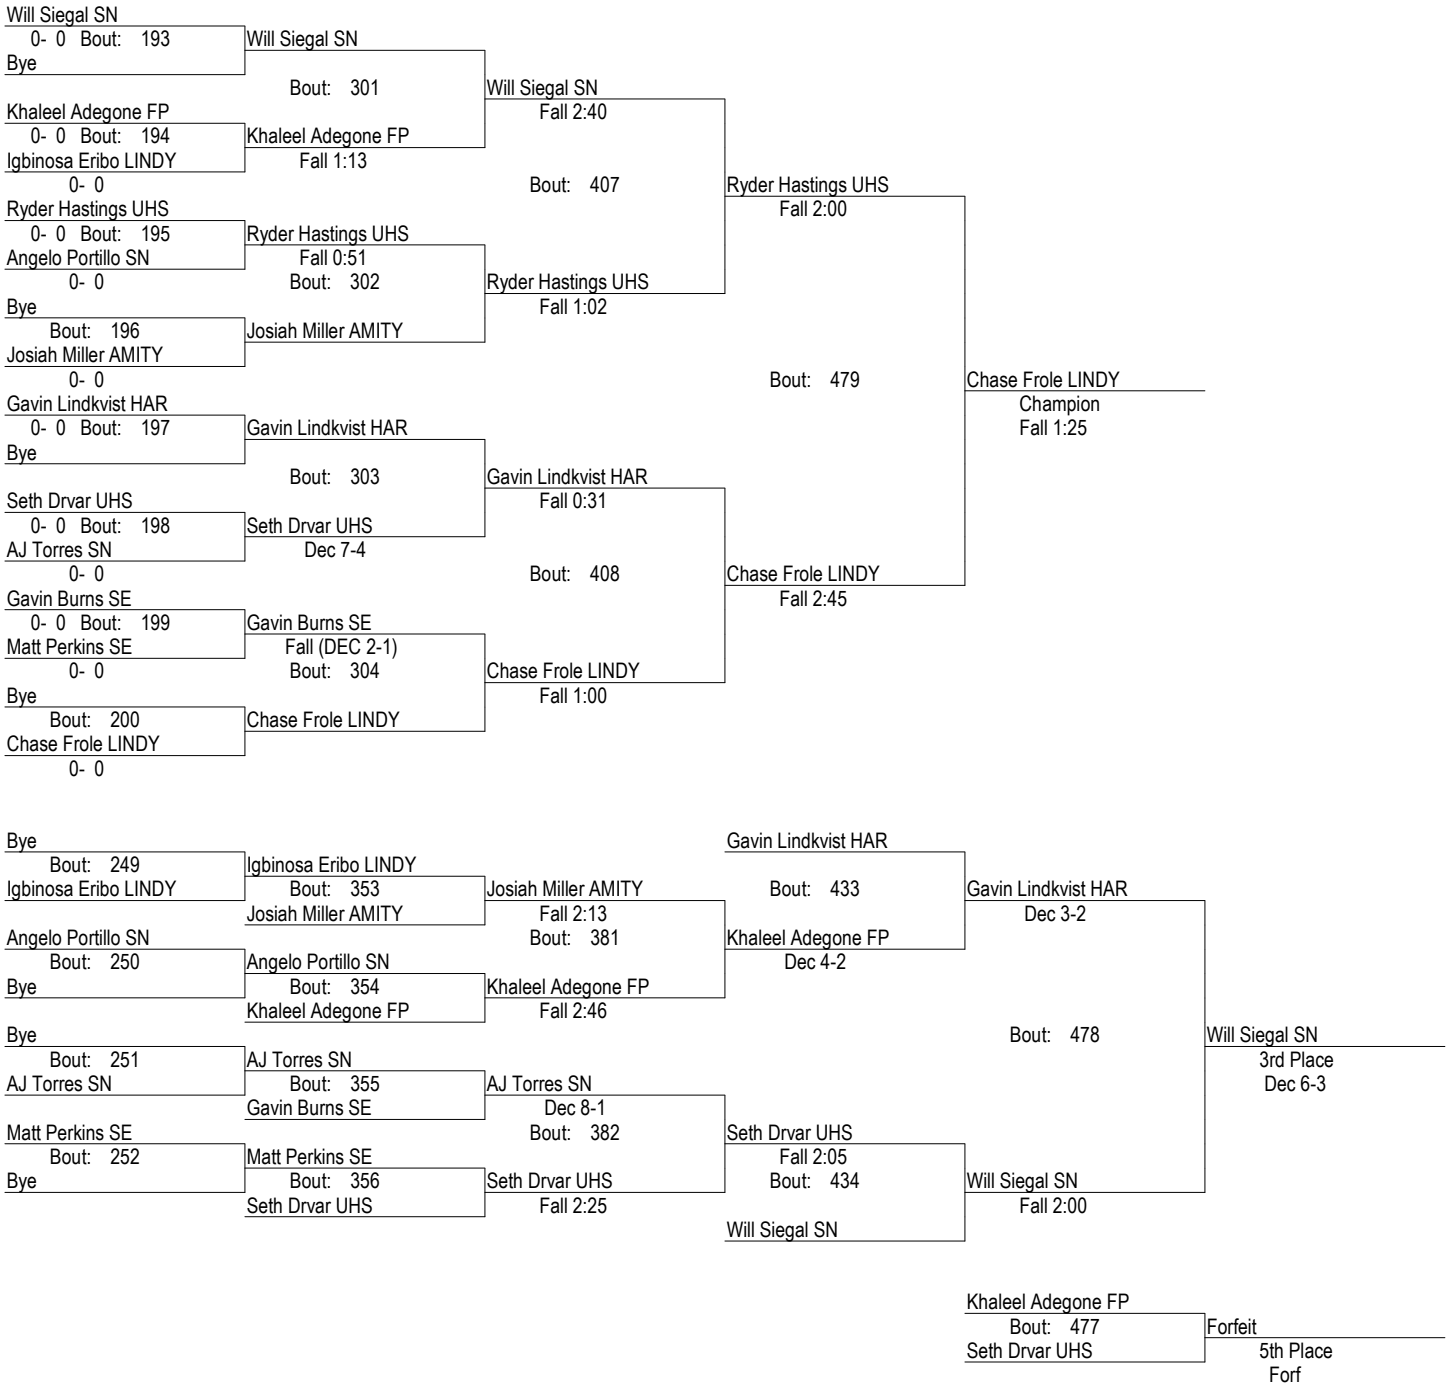 Will Siegal SN
0- 0 Bout: 193
Will Siegal SN
Bye
Bout: 301
Will Siegal SN
Khaleel Adegone FP
Fall 2:40
0- 0 Bout: 194
Khaleel Adegone FP
Igbinosa Eribo LINDY
Fall 1:13
0- 0
Bout: 407
Ryder Hastings UHS
Ryder Hastings UHS
Fall 2:00
0- 0 Bout: 195
Ryder Hastings UHS
Angelo Portillo SN
Fall 0:51
0- 0
Bout: 302
Ryder Hastings UHS
Bye
Fall 1:02
Bout: 196
Josiah Miller AMITY
Josiah Miller AMITY
0- 0
Bout: 479
Chase Frole LINDY
Gavin Lindkvist HAR
Champion
0- 0 Bout: 197
Gavin Lindkvist HAR
Fall 1:25
Bye
Bout: 303
Gavin Lindkvist HAR
Seth Drvar UHS
Fall 0:31
0- 0 Bout: 198
Seth Drvar UHS
AJ Torres SN
Dec 7-4
0- 0
Bout: 408
Chase Frole LINDY
Gavin Burns SE
Fall 2:45
0- 0 Bout: 199
Gavin Burns SE
Matt Perkins SE
Fall (DEC 2-1)
0- 0
Bout: 304
Chase Frole LINDY
Bye
Fall 1:00
Bout: 200
Chase Frole LINDY
Chase Frole LINDY
0- 0
Bye
Gavin Lindkvist HAR
Bout: 249
Igbinosa Eribo LINDY
Igbinosa Eribo LINDY
Bout: 353
Josiah Miller AMITY
Bout: 433
Gavin Lindkvist HAR
Josiah Miller AMITY
Fall 2:13
Dec 3-2
Angelo Portillo SN
Bout: 381
Khaleel Adegone FP
Bout: 250
Angelo Portillo SN
Dec 4-2
Bye
Bout: 354
Khaleel Adegone FP
Khaleel Adegone FP
Fall 2:46
Bye
Bout: 478
Will Siegal SN
Bout: 251
AJ Torres SN
3rd Place
AJ Torres SN
Bout: 355
AJ Torres SN
Dec 6-3
Gavin Burns SE
Dec 8-1
Matt Perkins SE
Bout: 382
Seth Drvar UHS
Bout: 252
Matt Perkins SE
Fall 2:05
Bye
Bout: 356
Seth Drvar UHS
Bout: 434
Will Siegal SN
Seth Drvar UHS
Fall 2:25
Fall 2:00
Will Siegal SN
Khaleel Adegone FP
Bout: 477
Forfeit
Seth Drvar UHS
5th Place
Forf